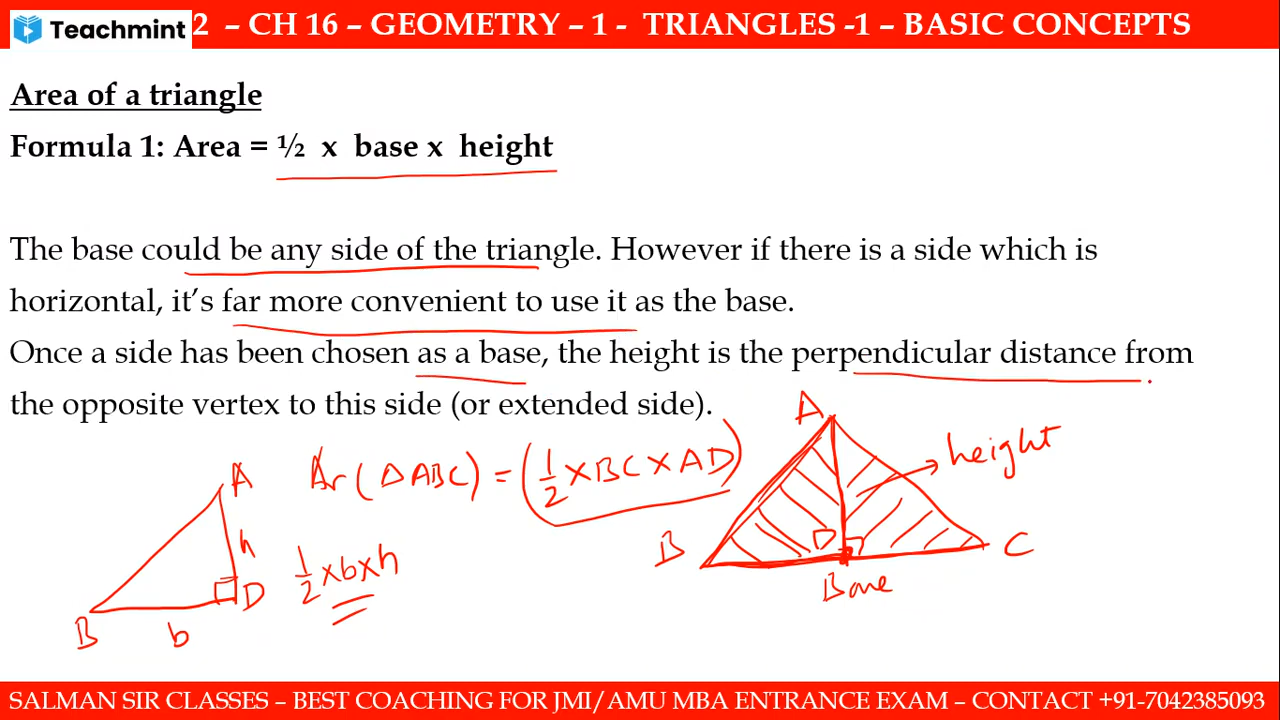 Teachmint 2 – CH 16 – GEOMETRY – 1 - TRIANGLES -1 – BASIC CONCEPTS
Area of a triangle
Formula 1: Area = ½ x base x height
The base could be any side of the triangle. However if there is a side which is
horizontal, it's far more convenient to use it as the base.
Once a side has been chosen as a base, the height is the perpendicular distance from
the opposite vertex to this side (or extended side).
A
height
A
Ar (△ABC) = (1/2 × BC × AD)
h
B
D
C
1/2 × b × h
D
Base
B
b
SALMAN SIR CLASSES – BEST COACHING FOR JMI/AMU MBA ENTRANCE EXAM – CONTACT +91-7042385093